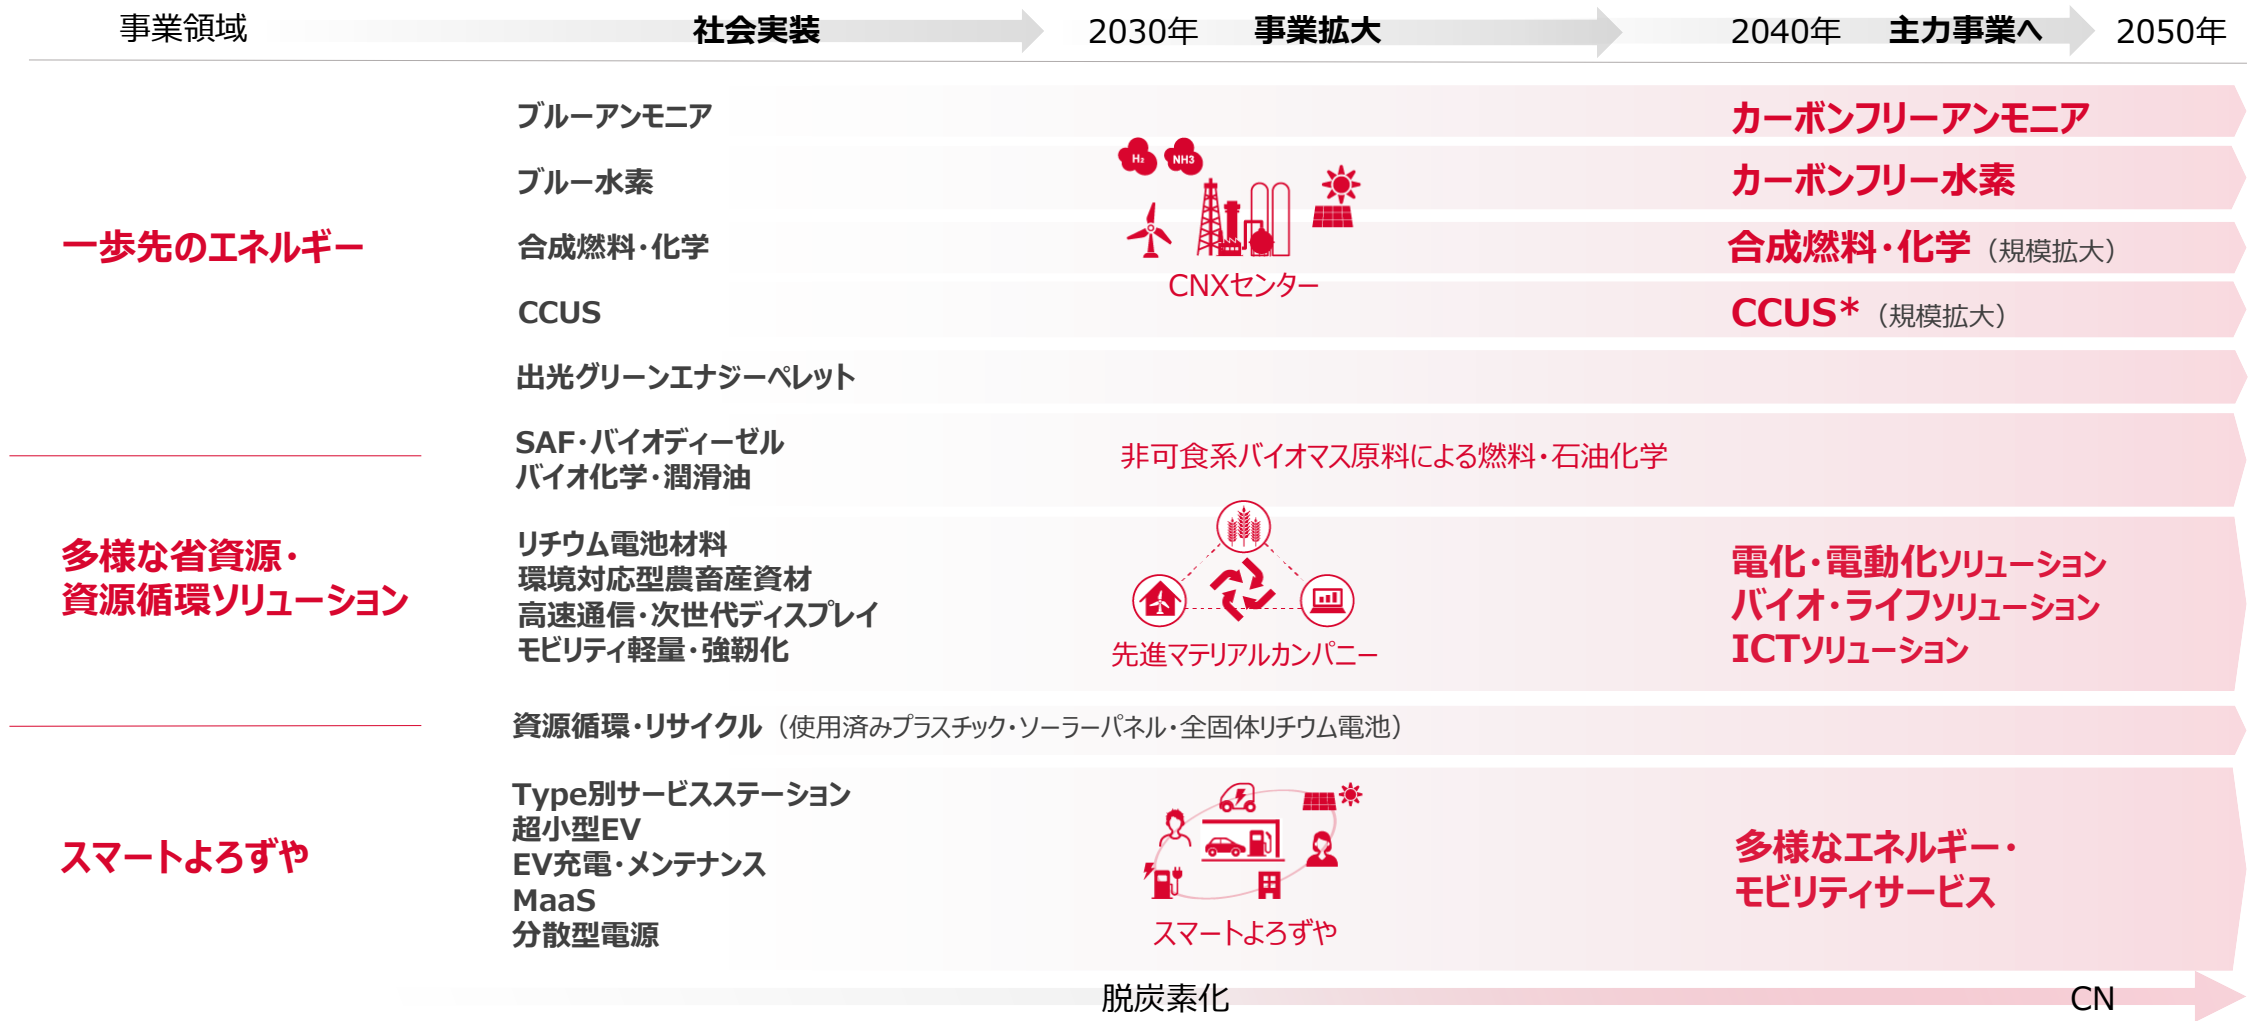 事業領域 社会実装 2030年 事業拡大 2040年 主力事業へ 2050年
一歩先のエネルギー
ブルーアンモニア
カーボンフリーアンモニア
ブルー水素
カーボンフリー水素
合成燃料・化学
合成燃料・化学（規模拡大）
CCUS
CCUS*（規模拡大）
H₂ NH3
CNXセンター
出光グリーンエナジーペレット
SAF・バイオディーゼル
バイオ化学・潤滑油
非可食系バイオマス原料による燃料・石油化学
多様な省資源・
資源循環ソリューション
リチウム電池材料
環境対応型農畜産資材
高速通信・次世代ディスプレイ
モビリティ軽量・強靭化
先進マテリアルカンパニー
電化・電動化ソリューション
バイオ・ライフソリューション
ICTソリューション
資源循環・リサイクル（使用済みプラスチック・ソーラーパネル・全固体リチウム電池）
スマートよろずや
Type別サービスステーション
超小型EV
EV充電・メンテナンス
MaaS
分散型電源
スマートよろずや
多様なエネルギー・
モビリティサービス
脱炭素化 CN